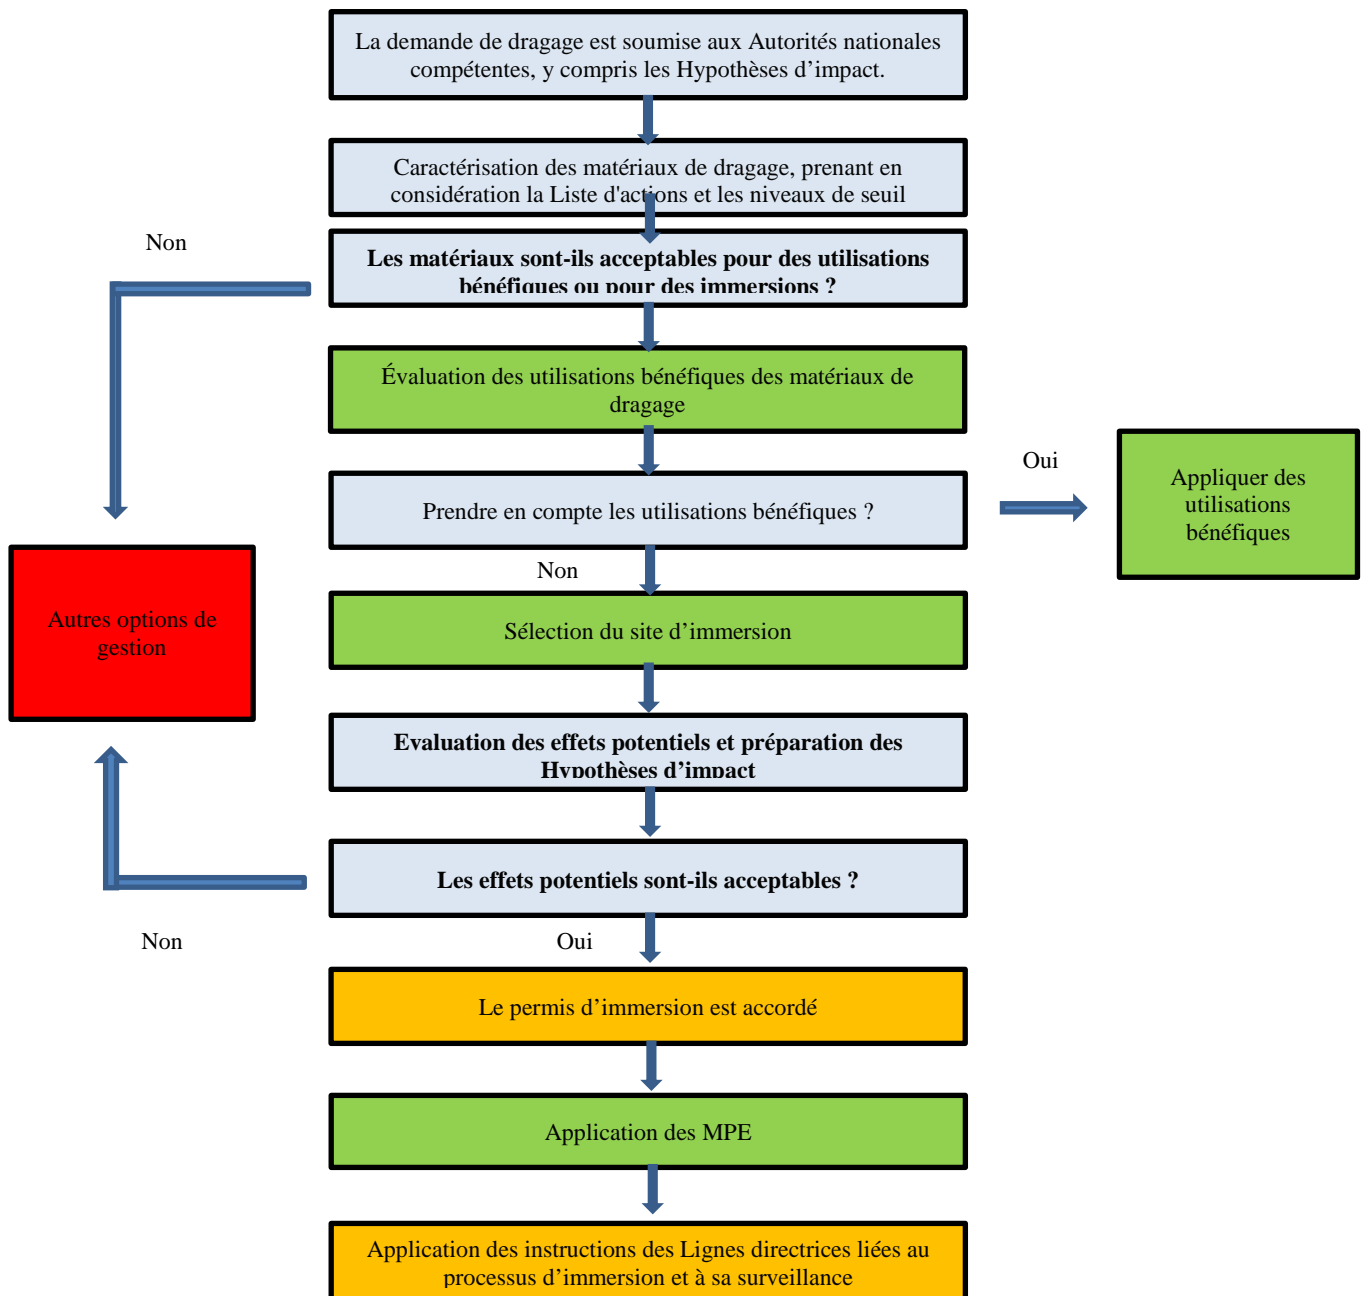 La demande de dragage est soumise aux Autorités nationales
compétentes, y compris les Hypothèses d’impact.
Caractérisation des matériaux de dragage, prenant en
considération la Liste d'actions et les niveaux de seuil
Non
Les matériaux sont-ils acceptables pour des utilisations
bénéfiques ou pour des immersions ?
Évaluation des utilisations bénéfiques des matériaux de
dragage
Prendre en compte les utilisations bénéfiques ?
Oui
Appliquer des
utilisations
bénéfiques
Non
Autres options de
gestion
Sélection du site d’immersion
Evaluation des effets potentiels et préparation des
Hypothèses d’impact
Les effets potentiels sont-ils acceptables ?
Non
Oui
Le permis d’immersion est accordé
Application des MPE
Application des instructions des Lignes directrices liées au
processus d’immersion et à sa surveillance